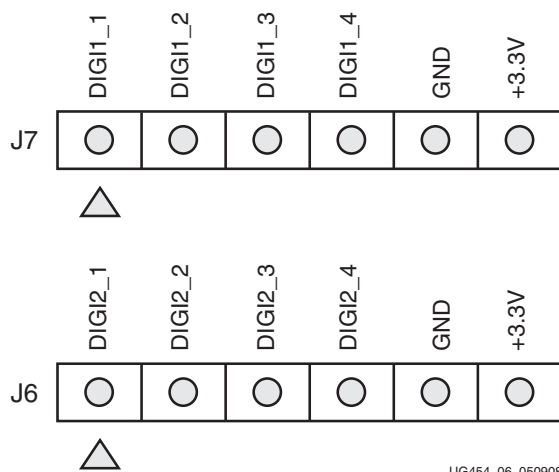 DIGI1_1 DIGI1_2 DIGI1_3 DIGI1_4 GND +3.3V
J7
DIGI2_1 DIGI2_2 DIGI2_3 DIGI2_4 GND +3.3V
J6